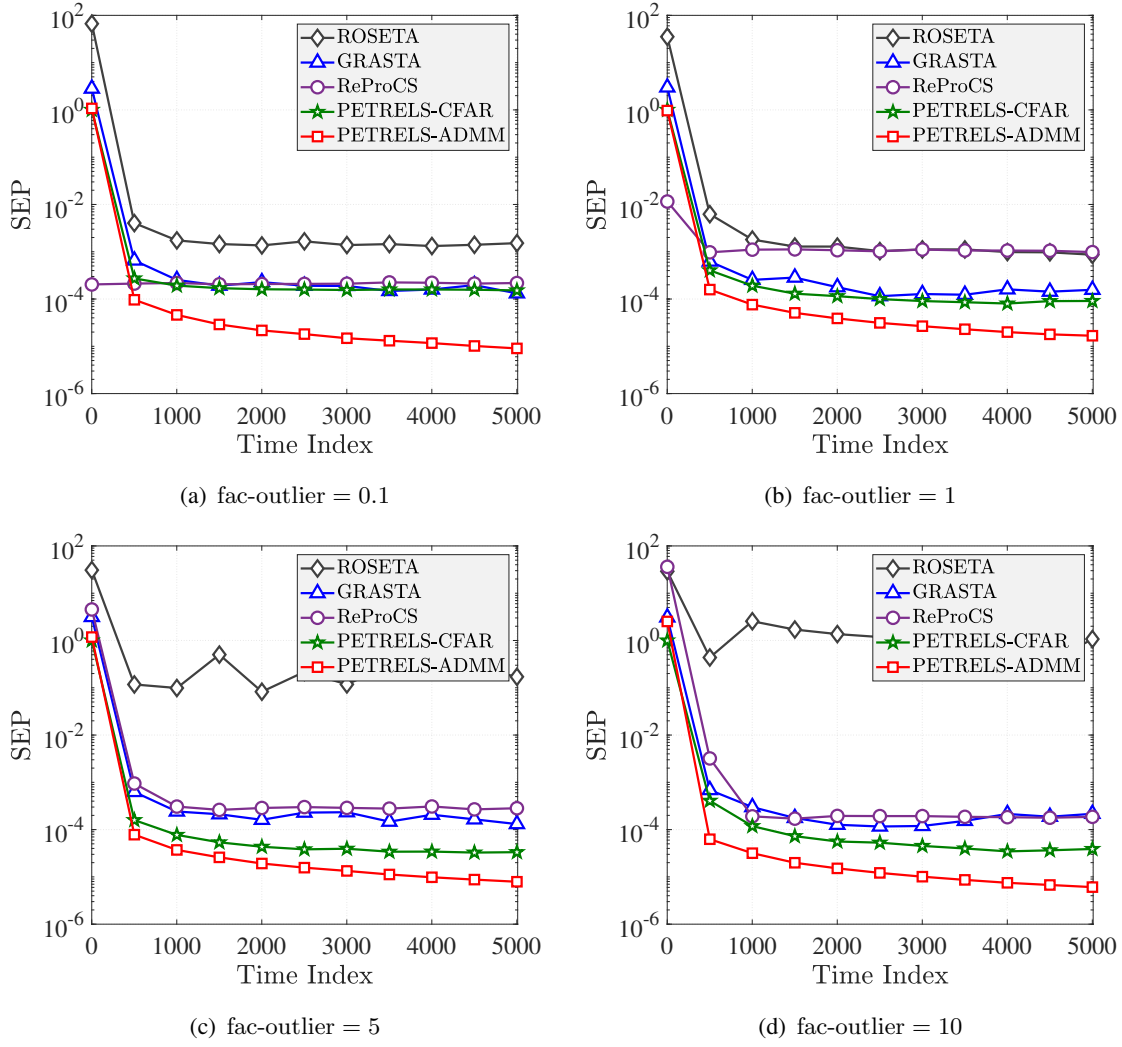 10^2
10^0
10^-2
10^-4
10^-6
SEP
ROSETA
GRASTA
ReProCS
PETRELS-CFAR
PETRELS-ADMM
0 1000 2000 3000 4000 5000
Time Index
(a) fac-outlier = 0.1
10^2
10^0
10^-2
10^-4
10^-6
SEP
ROSETA
GRASTA
ReProCS
PETRELS-CFAR
PETRELS-ADMM
0 1000 2000 3000 4000 5000
Time Index
(b) fac-outlier = 1
10^2
10^0
10^-2
10^-4
10^-6
SEP
ROSETA
GRASTA
ReProCS
PETRELS-CFAR
PETRELS-ADMM
0 1000 2000 3000 4000 5000
Time Index
(c) fac-outlier = 5
10^2
10^0
10^-2
10^-4
10^-6
SEP
ROSETA
GRASTA
ReProCS
PETRELS-CFAR
PETRELS-ADMM
0 1000 2000 3000 4000 5000
Time Index
(d) fac-outlier = 10